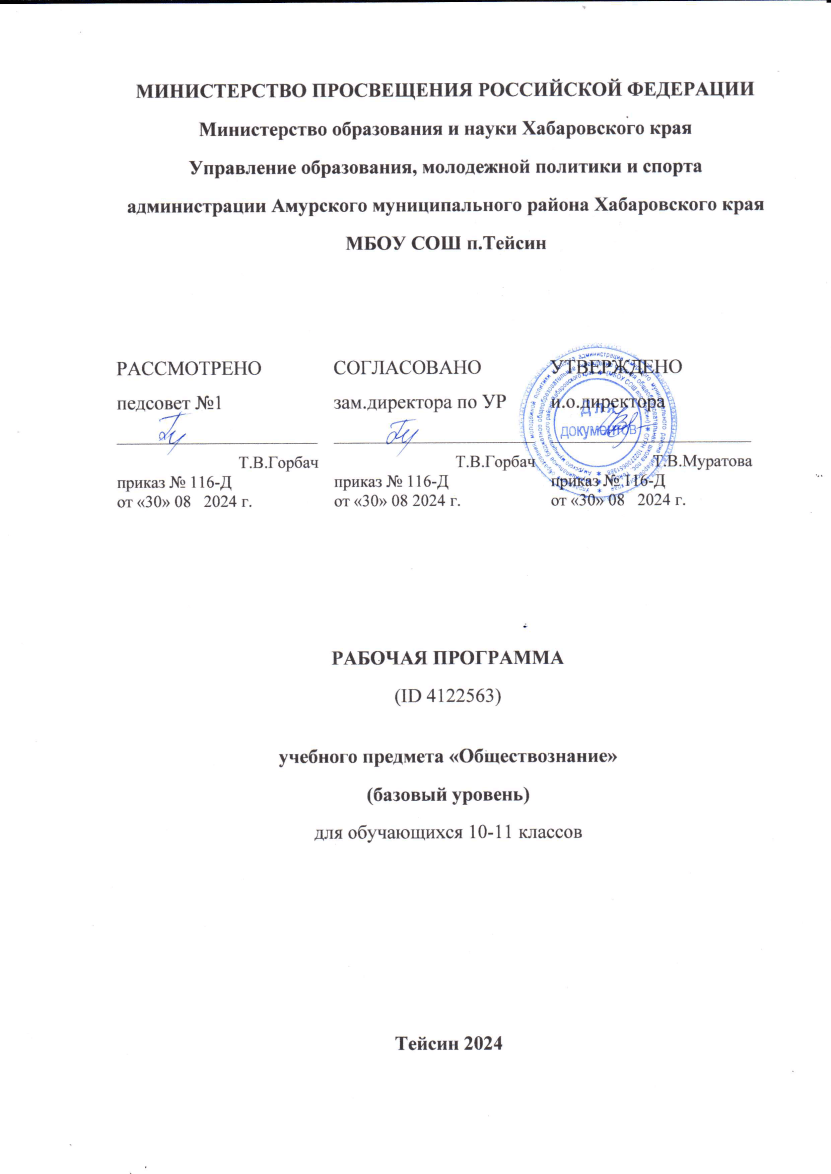 МИНИСТЕРСТВО ПРОСВЕЩЕНИЯ РОССИЙСКОЙ ФЕДЕРАЦИИ
Министерство образования и науки Хабаровского края
Управление образования, молодежной политики и спорта
администрации Амурского муниципального района Хабаровского края
МБОУ СОШ п.Тейсин
РАССМОТРЕНО
педсовет №1
Т.В.Горбач
приказ № 116-Д
от «30» 08 2024 г.
СОГЛАСОВАНО
зам.директора по УР
Т.В.Горбач
приказ № 116-Д
от «30» 08 2024 г.
УТВЕРЖДЕНО
и.о.директора
Т.В.Муратова
приказ № 116-Д
от «30» 08 2024 г.
ДЛЯ
ДОКУМЕНТОВ
РАБОЧАЯ ПРОГРАММА
(ID 4122563)
учебного предмета «Обществознание»
(базовый уровень)
для обучающихся 10-11 классов
Тейсин 2024